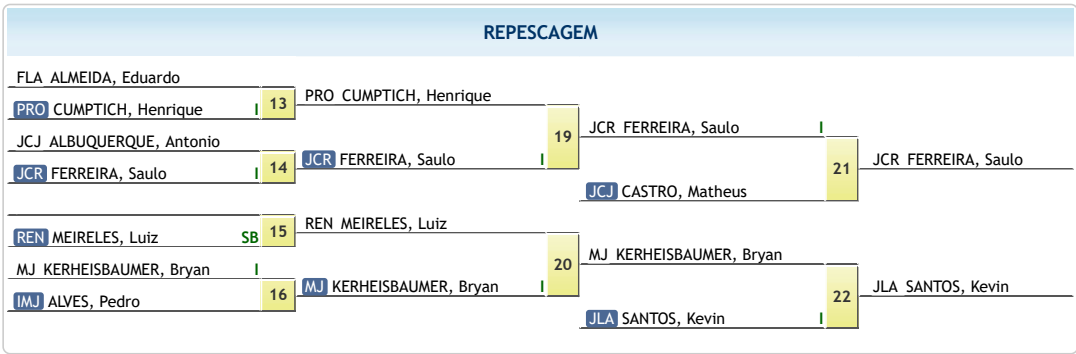 REPESCAGEM
FLA ALMEIDA, Eduardo
PRO CUMPTICH, Henrique I
13
PRO CUMPTICH, Henrique
JCJ ALBUQUERQUE, Antonio
JCR FERREIRA, Saulo I
14
JCR FERREIRA, Saulo I
19
JCR FERREIRA, Saulo I
JCJ CASTRO, Matheus
21
JCR FERREIRA, Saulo
REN MEIRELES, Luiz SB
15
REN MEIRELES, Luiz
MJ KERHEISBAUMER, Bryan I
IMJ ALVES, Pedro
16
MJ KERHEISBAUMER, Bryan I
20
MJ KERHEISBAUMER, Bryan
JLA SANTOS, Kevin I
22
JLA SANTOS, Kevin